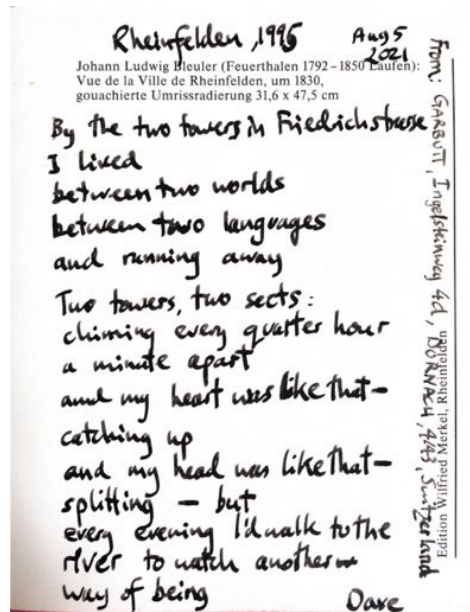 Rheinfelden, 1995
Aug 5
2021
Johann Ludwig Bleuler (Feuerthalen 1792–1850 Laufen):
Vue de la Ville de Rheinfelden, um 1830,
gouachierte Umrissradierung 31,6 x 47,5 cm
By the two towers in Friedrichstrasse
I lived
between two worlds
between two languages
and running away
Two towers, two sects:
chiming every quarter hour
a minute apart
and my heart was like that–
catching up
and my head was like that–
splitting – but
every evening I'd walk to the
river to watch another
way of being
Dave
From: GARBUTT, Ingelsteinweg 4d, DORNACH, 4143, Switzerland
Edition Wilfried Merkel, Rheinfelden